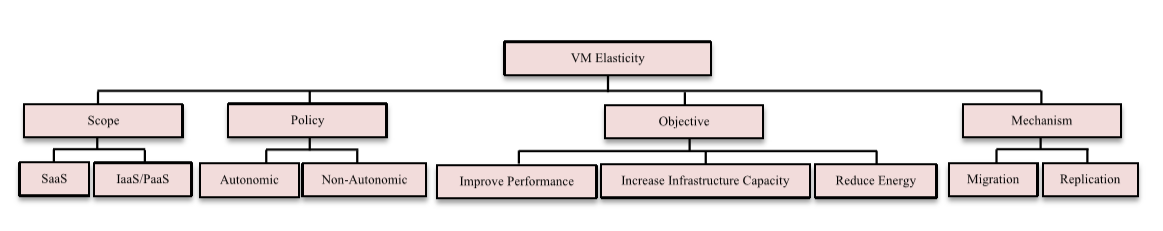 VM Elasticity
Scope
Policy
Objective
Mechanism
SaaS
IaaS/PaaS
Autonomic
Non-Autonomic
Improve Performance
Increase Infrastructure Capacity
Reduce Energy
Migration
Replication